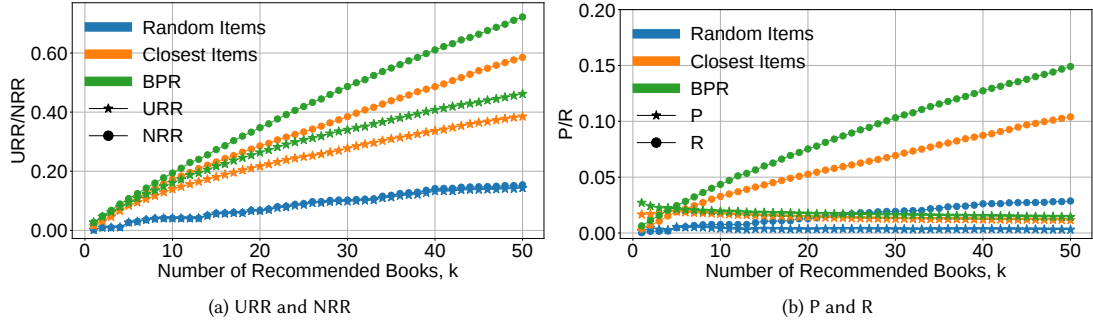 URR/NRR
0.60
0.40
0.20
0.00
Random Items
Closest Items
BPR
URR
NRR
0 10 20 30 40 50
Number of Recommended Books, k
(a) URR and NRR
P/R
0.20
0.15
0.10
0.05
0.00
Random Items
Closest Items
BPR
P
R
0 10 20 30 40 50
Number of Recommended Books, k
(b) P and R